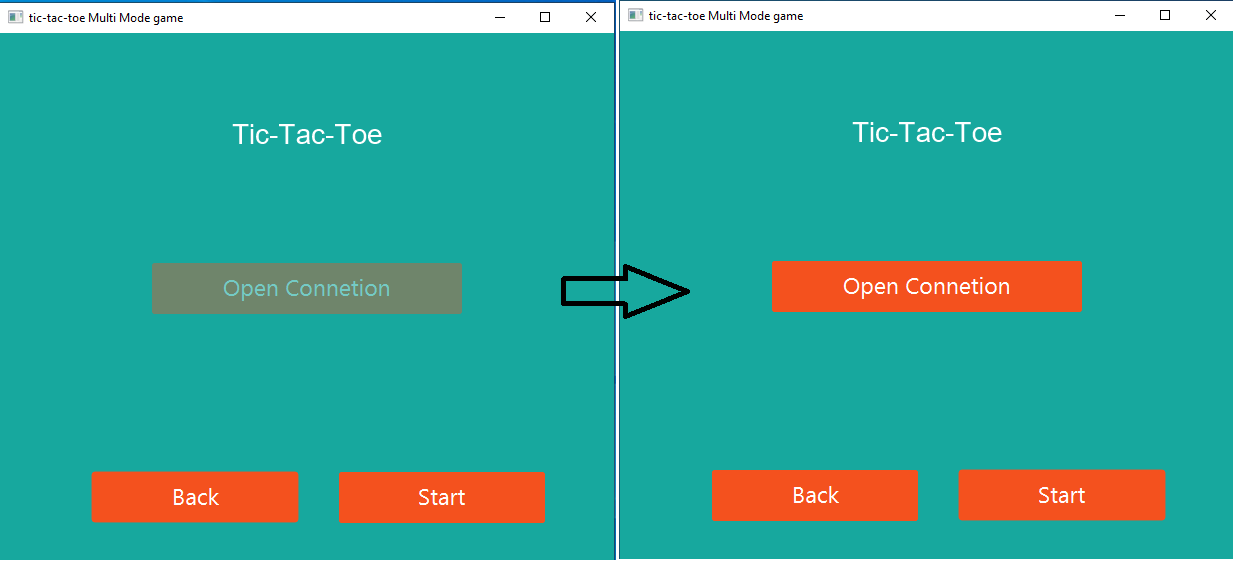 tic-tac-toe Multi Mode game
Tic-Tac-Toe
Open Connetion
Back
Start
tic-tac-toe Multi Mode game
Tic-Tac-Toe
Open Connetion
Back
Start